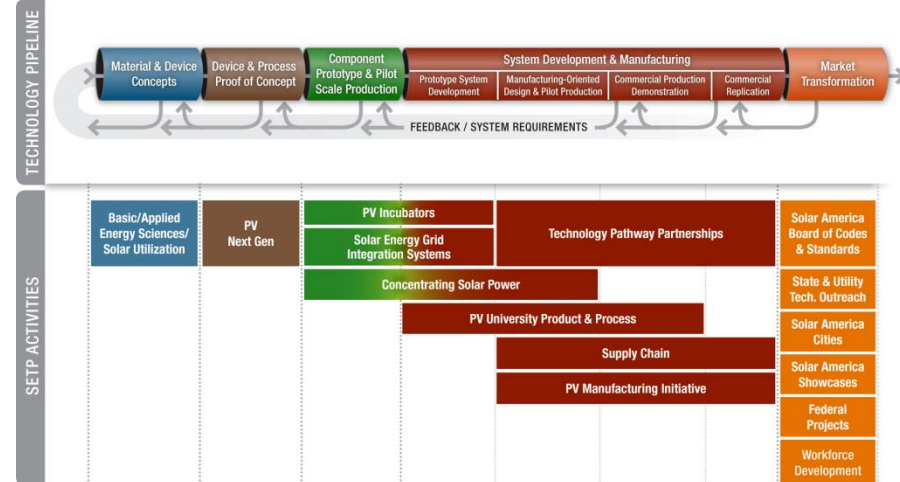 TECHNOLOGY PIPELINE
Material & Device
Concepts
Device & Process
Proof of Concept
Component
Prototype & Pilot
Scale Production
System Development & Manufacturing
Prototype System
Development
Manufacturing-Oriented
Design & Pilot Production
Commercial Production
Demonstration
Commercial
Replication
Market
Transformation
FEEDBACK / SYSTEM REQUIREMENTS
SETP ACTIVITIES
Basic/Applied
Energy Sciences/
Solar Utilization
PV
Next Gen
PV Incubators
Solar Energy Grid
Integration Systems
Technology Pathway Partnerships
Concentrating Solar Power
PV University Product & Process
Supply Chain
PV Manufacturing Initiative
Solar America
Board of Codes
& Standards
State & Utility
Tech. Outreach
Solar America
Cities
Solar America
Showcases
Federal
Projects
Workforce
Development